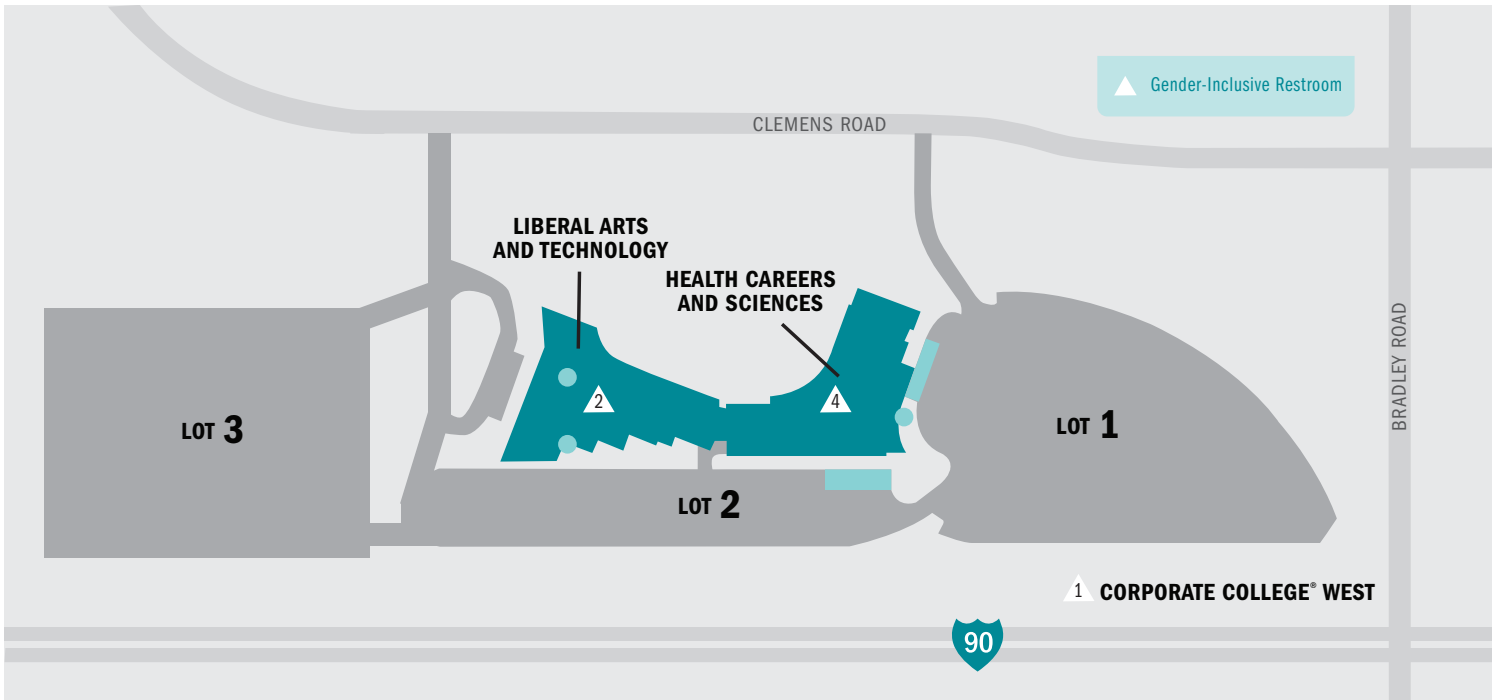 Gender-Inclusive Restroom
CLEMENS ROAD
LIBERAL ARTS
AND TECHNOLOGY
HEALTH CAREERS
AND SCIENCES
BRADLEY ROAD
2
4
LOT 3
LOT 1
LOT 2
1 CORPORATE COLLEGE® WEST
90